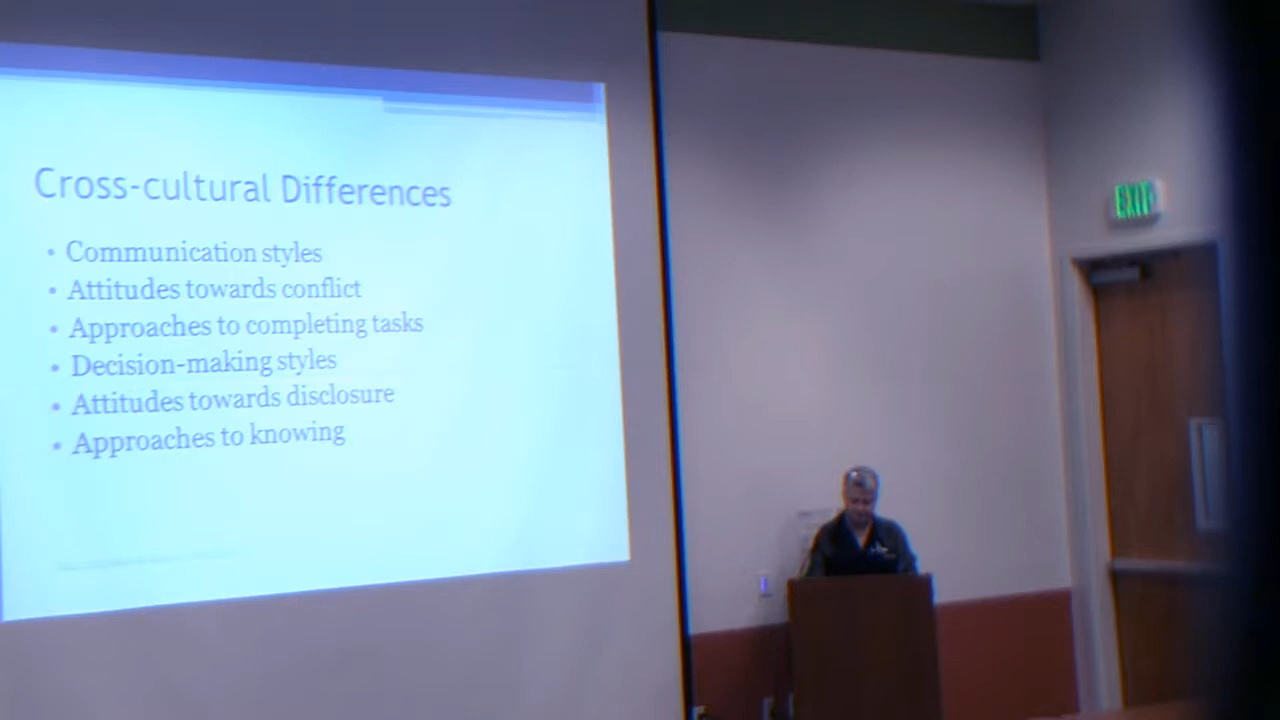 Cross-cultural Differences
• Communication styles
• Attitudes towards conflict
• Approaches to completing tasks
• Decision-making styles
• Attitudes towards disclosure
• Approaches to knowing
EXIT